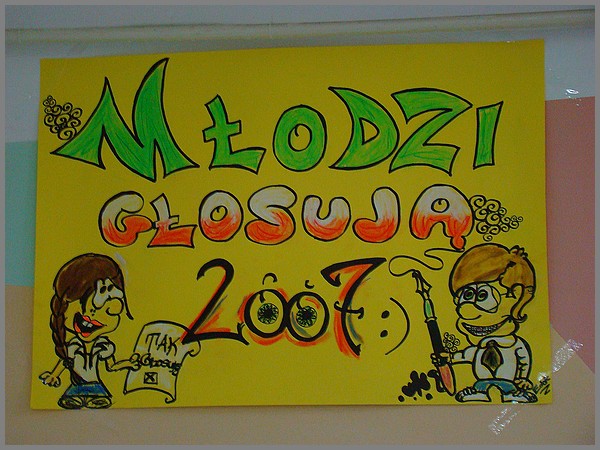 MŁODZI
GŁOSUJĄ
2007 :)
TAK